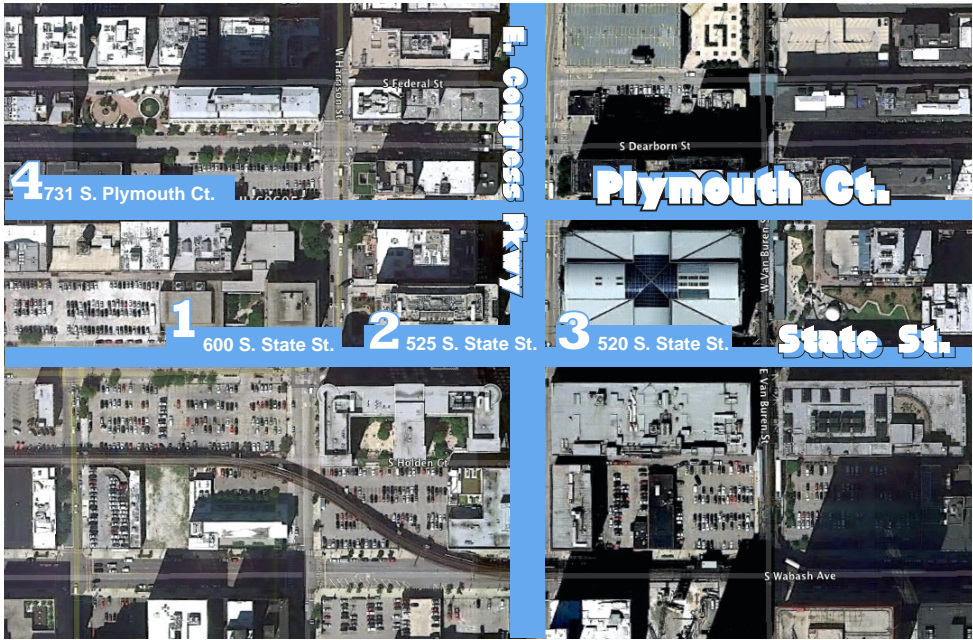 W Harrison St
S Federal St
E. Congress Pkwy
S Dearborn St
Plymouth Ct.
4 731 S. Plymouth Ct.
W Van Buren S
1 600 S. State St.
2 525 S. State St.
3 520 S. State St.
State St.
E Van Buren St
S Holden Ct
S Wabash Ave